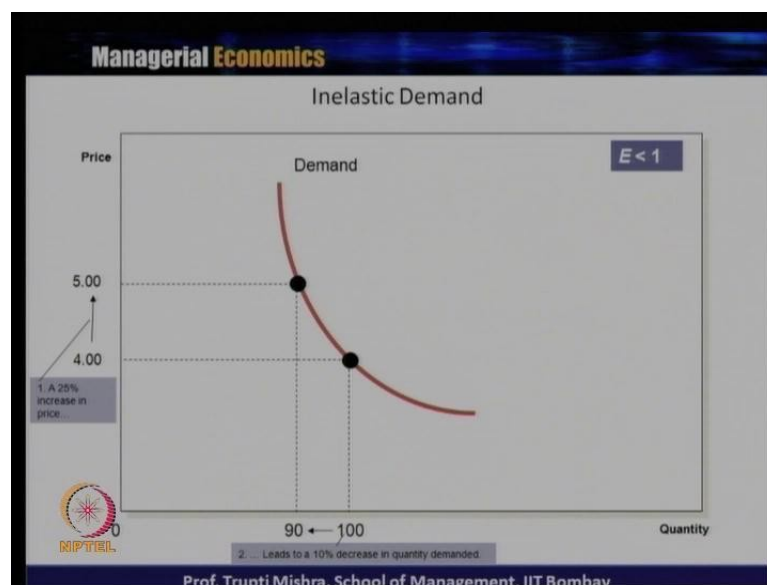 Managerial Economics
Inelastic Demand
Price
Demand
E < 1
5.00
4.00
1. A 25%
increase in
price...
0
90
100
Quantity
2. ... Leads to a 10% decrease in quantity demanded.
NPTEL
Prof. Trupti Mishra, School of Management, IIT Bombay